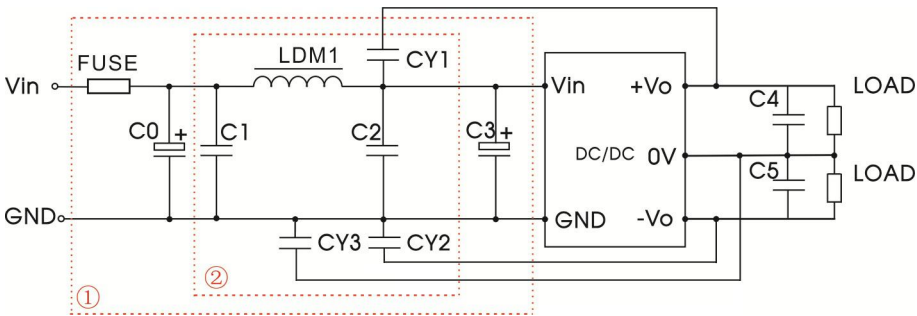 FUSE
LDM1
CY1
Vin
Vin
+Vo
C4
LOAD
C0
+
C1
C2
C3
+
DC/DC
0V
C5
LOAD
GND
GND
-Vo
CY3
CY2
②
①